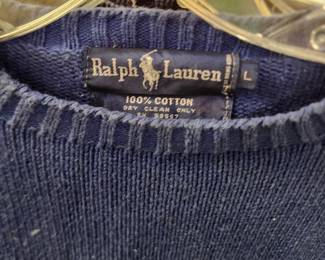 Ralph Lauren
L
100% COTTON
DRY CLEAN ONLY